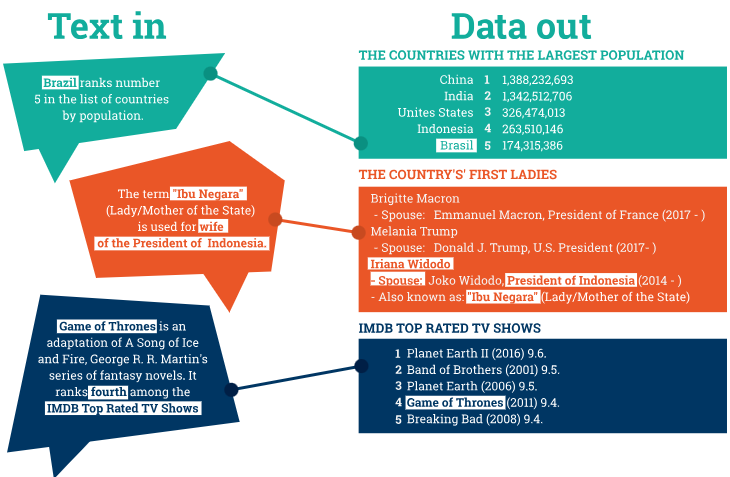 Text in
Brazil ranks number
5 in the list of countries
by population.
The term "Ibu Negara"
(Lady/Mother of the State)
is used for wife
of the President of Indonesia.
Game of Thrones is an
adaptation of A Song of Ice
and Fire, George R. R. Martin's
series of fantasy novels. It
ranks fourth among the
IMDB Top Rated TV Shows
Data out
THE COUNTRIES WITH THE LARGEST POPULATION
China 1 1,388,232,693
India 2 1,342,512,706
Unites States 3 326,474,013
Indonesia 4 263,510,146
Brasil 5 174,315,386
THE COUNTRY'S' FIRST LADIES
Brigitte Macron
- Spouse: Emmanuel Macron, President of France (2017 - )
Melania Trump
- Spouse: Donald J. Trump, U.S. President (2017- )
Iriana Widodo
- Spouse: Joko Widodo, President of Indonesia (2014 - )
- Also known as: "Ibu Negara" (Lady/Mother of the State)
IMDB TOP RATED TV SHOWS
1 Planet Earth II (2016) 9.6.
2 Band of Brothers (2001) 9.5.
3 Planet Earth (2006) 9.5.
4 Game of Thrones (2011) 9.4.
5 Breaking Bad (2008) 9.4.